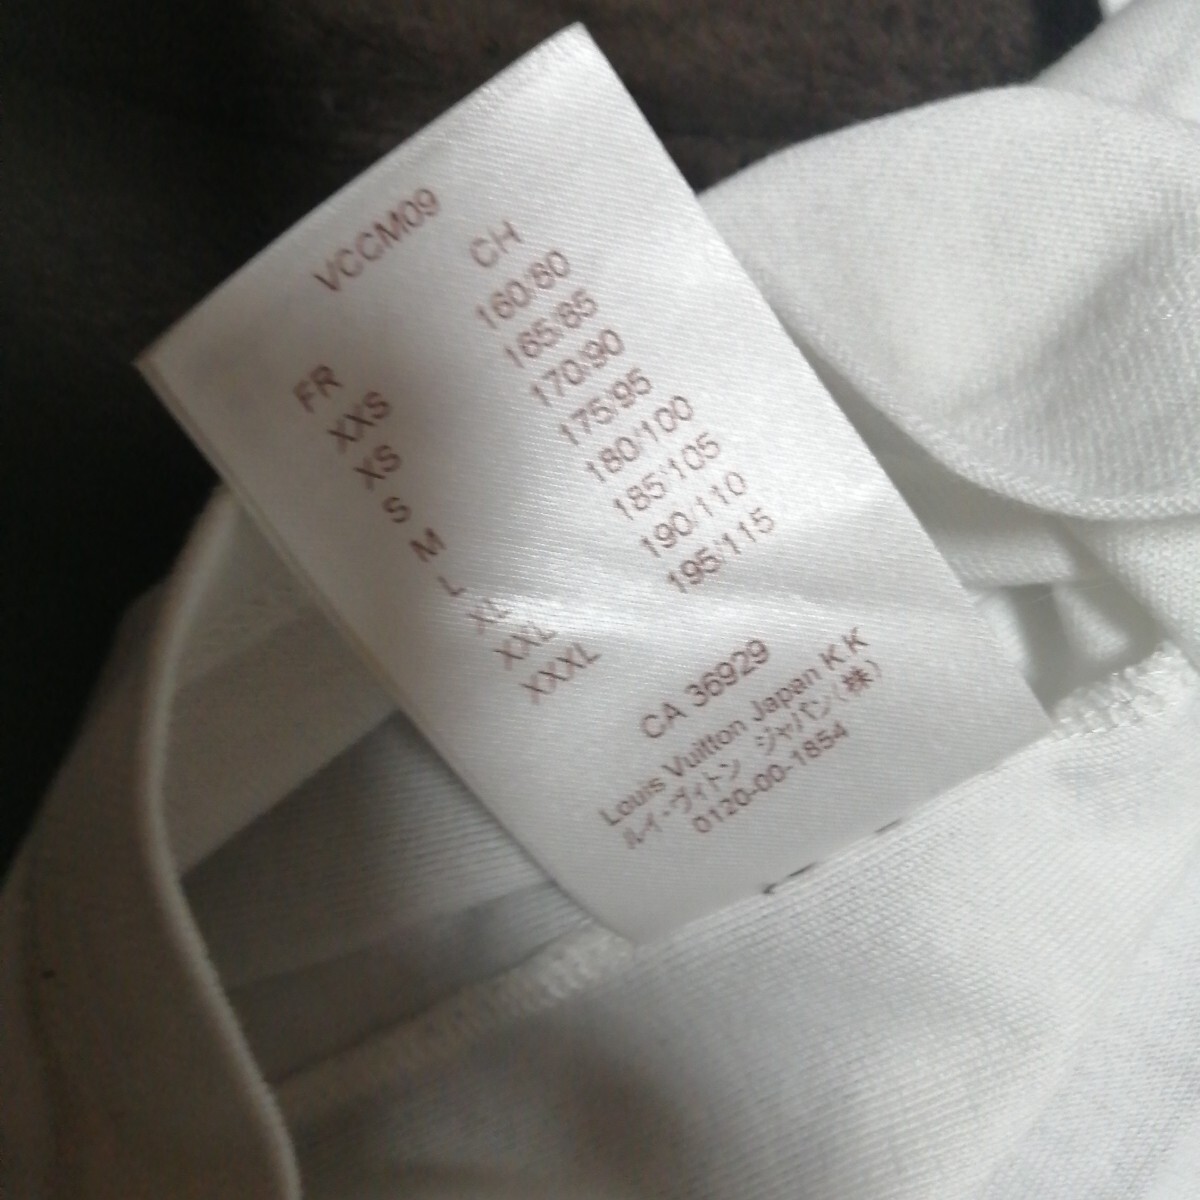 VCCM09
FR CH
XXS 160/80
XS 165/85
S 170/90
M 175/95
L 180/100
XL 185/105
XXL 190/110
XXXL 195/115
CA 36929
Louis Vuitton Japan K K
ルイ・ヴィトン ジャパン(株)
0120-00-1854